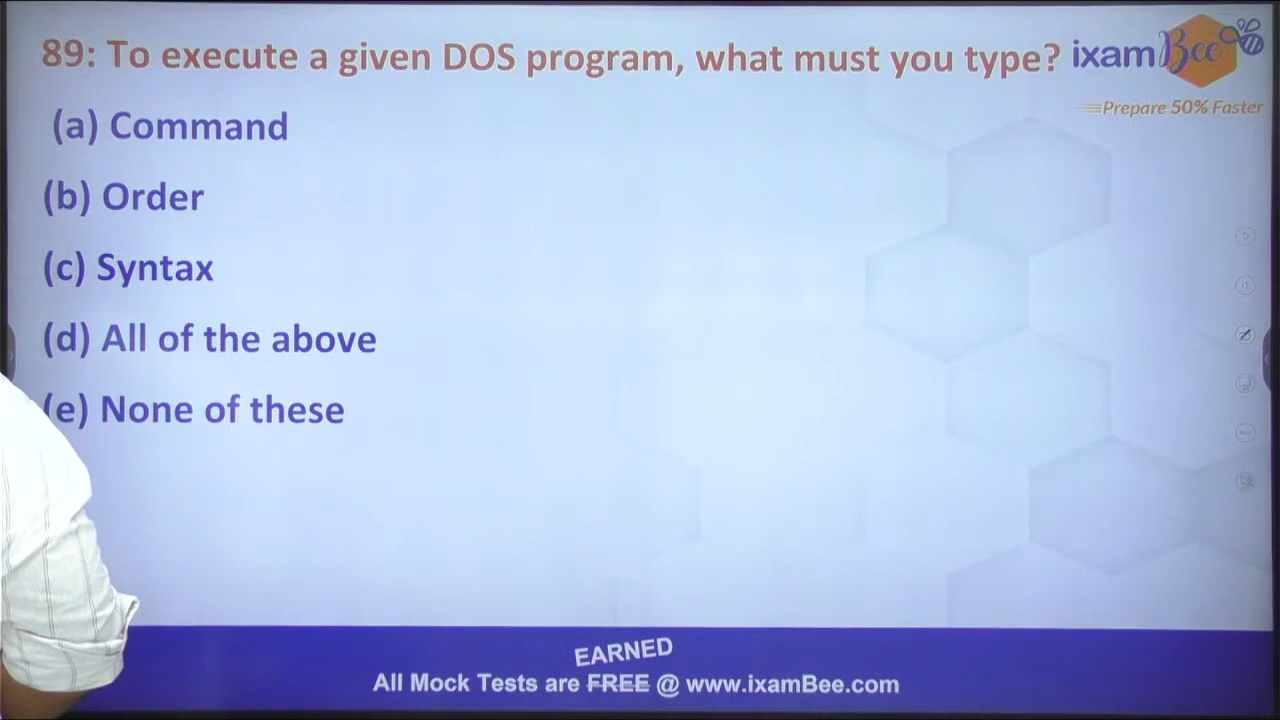 89: To execute a given DOS program, what must you type?
ixamBee
Prepare 50% Faster
(a) Command
(b) Order
(c) Syntax
(d) All of the above
(e) None of these
EARNED
All Mock Tests are FREE @ www.ixamBee.com